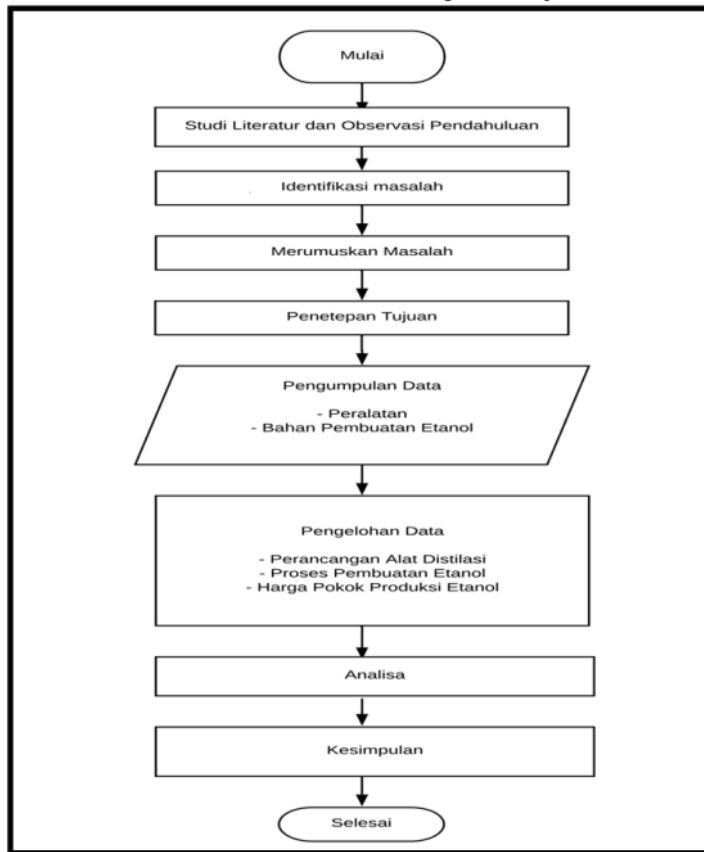 Mulai
Studi Literatur dan Observasi Pendahuluan
Identifikasi masalah
Merumuskan Masalah
Penetepan Tujuan
Pengumpulan Data
- Peralatan
- Bahan Pembuatan Etanol
Pengelohan Data
- Perancangan Alat Distilasi
- Proses Pembuatan Etanol
- Harga Pokok Produksi Etanol
Analisa
Kesimpulan
Selesai